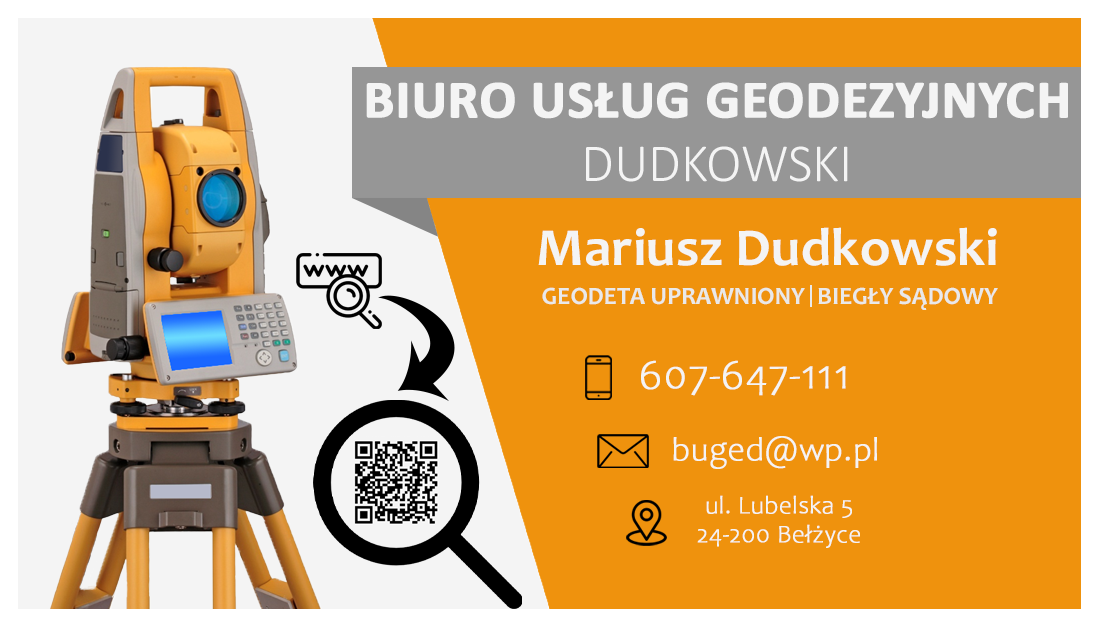 BIURO USŁUG GEODEZYJNYCH
DUDKOWSKI
Mariusz Dudkowski
GEODETA UPRAWNIONY|BIEGŁY SĄDOWY
www
607-647-111
buged@wp.pl
ul. Lubelska 5
24-200 Bełżyce